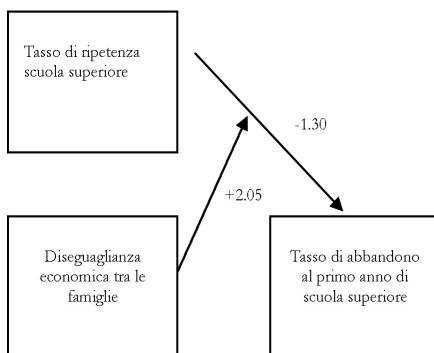 Tasso di ripetenza
scuola superiore
-1.30
+2.05
Diseguaglianza
economica tra le
famiglie
Tasso di abbandono
al primo anno di
scuola superiore